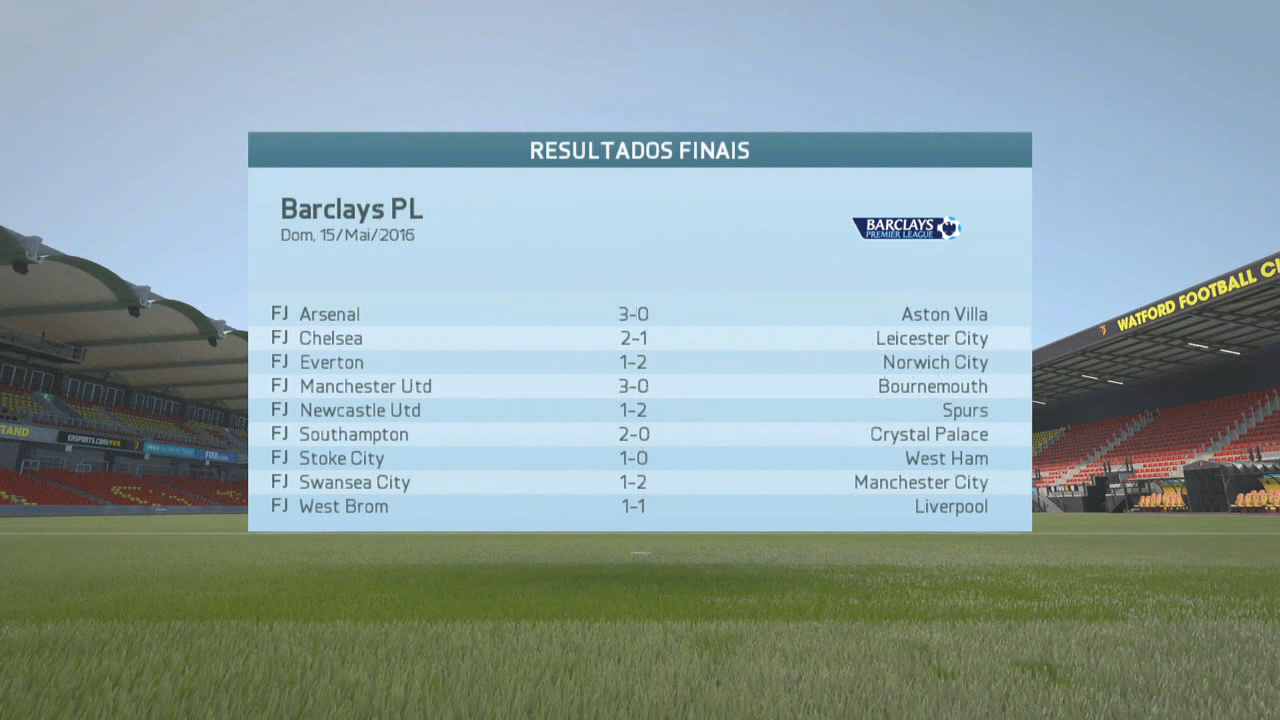 RESULTADOS FINAIS
Barclays PL
Dom, 15/Mai/2016
BARCLAYS
PREMIER LEAGUE
FJ Arsenal 3-0 Aston Villa
FJ Chelsea 2-1 Leicester City
FJ Everton 1-2 Norwich City
FJ Manchester Utd 3-0 Bournemouth
FJ Newcastle Utd 1-2 Spurs
FJ Southampton 2-0 Crystal Palace
FJ Stoke City 1-0 West Ham
FJ Swansea City 1-2 Manchester City
FJ West Brom 1-1 Liverpool
WATFORD FOOTBALL
TAND
FIFA